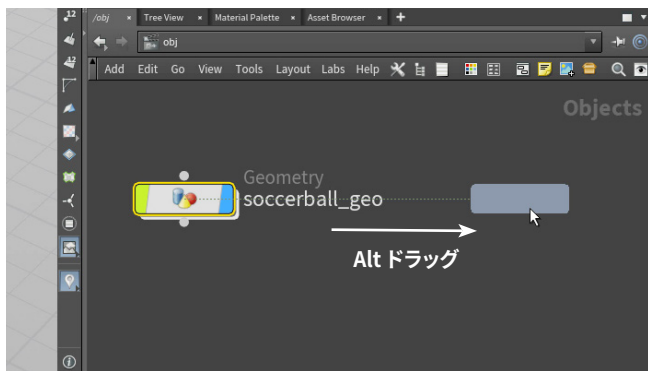 /obj × Tree View × Material Palette × Asset Browser × +
obj
Add Edit Go View Tools Layout Labs Help
Objects
Geometry
soccerball_geo
Alt ドラッグ